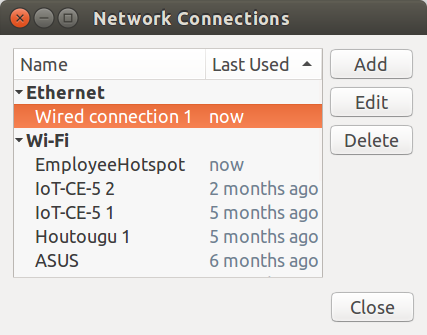 Network Connections
Name Last Used
Add
Ethernet
Edit
Wired connection 1 now
Delete
Wi-Fi
EmployeeHotspot now
IoT-CE-5 2 2 months ago
IoT-CE-5 1 5 months ago
Houtougu 1 5 months ago
ASUS 6 months ago
Close